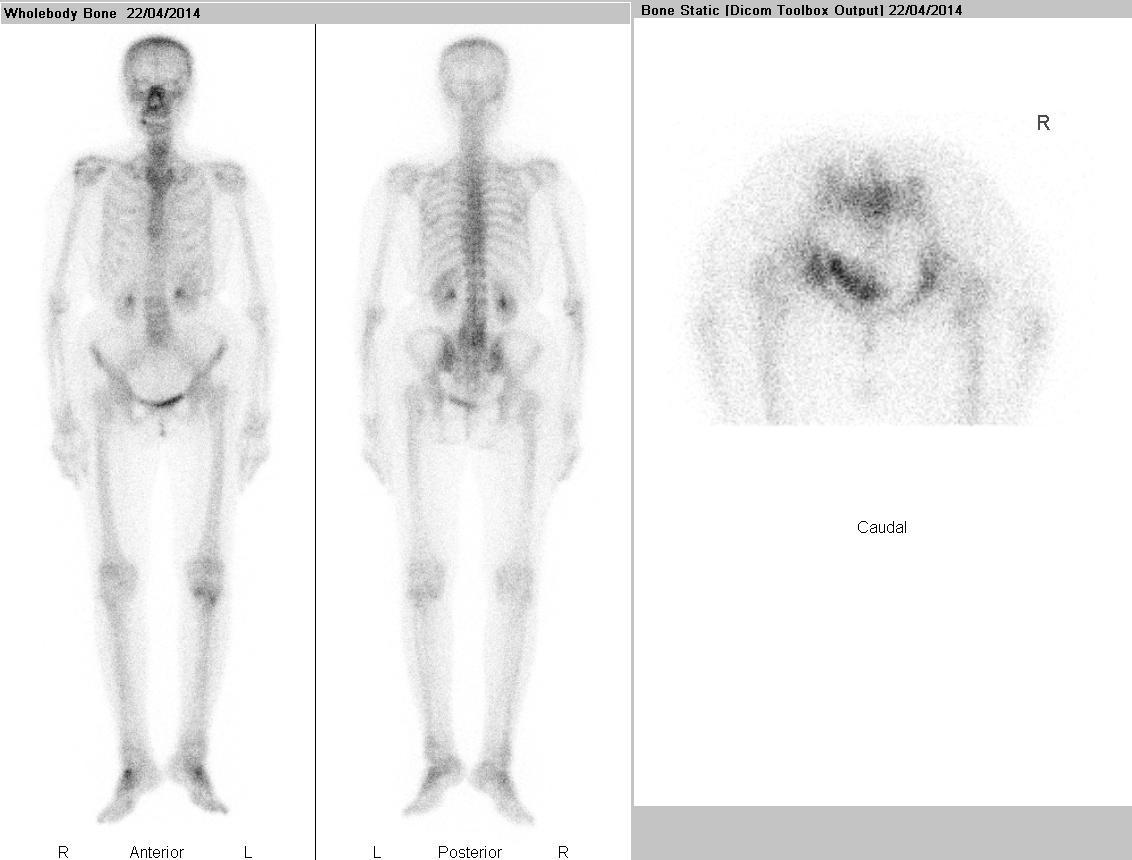 Wholebody Bone 22/04/2014
Bone Static [Dicom Toolbox Output] 22/04/2014
R
Caudal
R Anterior L
L Posterior R